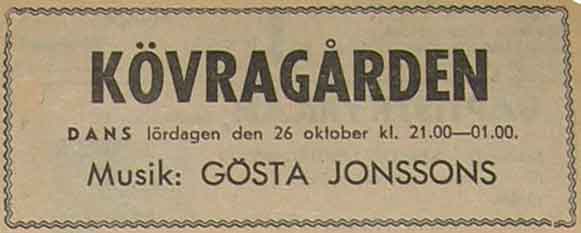 KÖVRAGÅRDEN
DANS lördagen den 26 oktober kl. 21.00—01.00.
Musik: GÖSTA JONSSONS